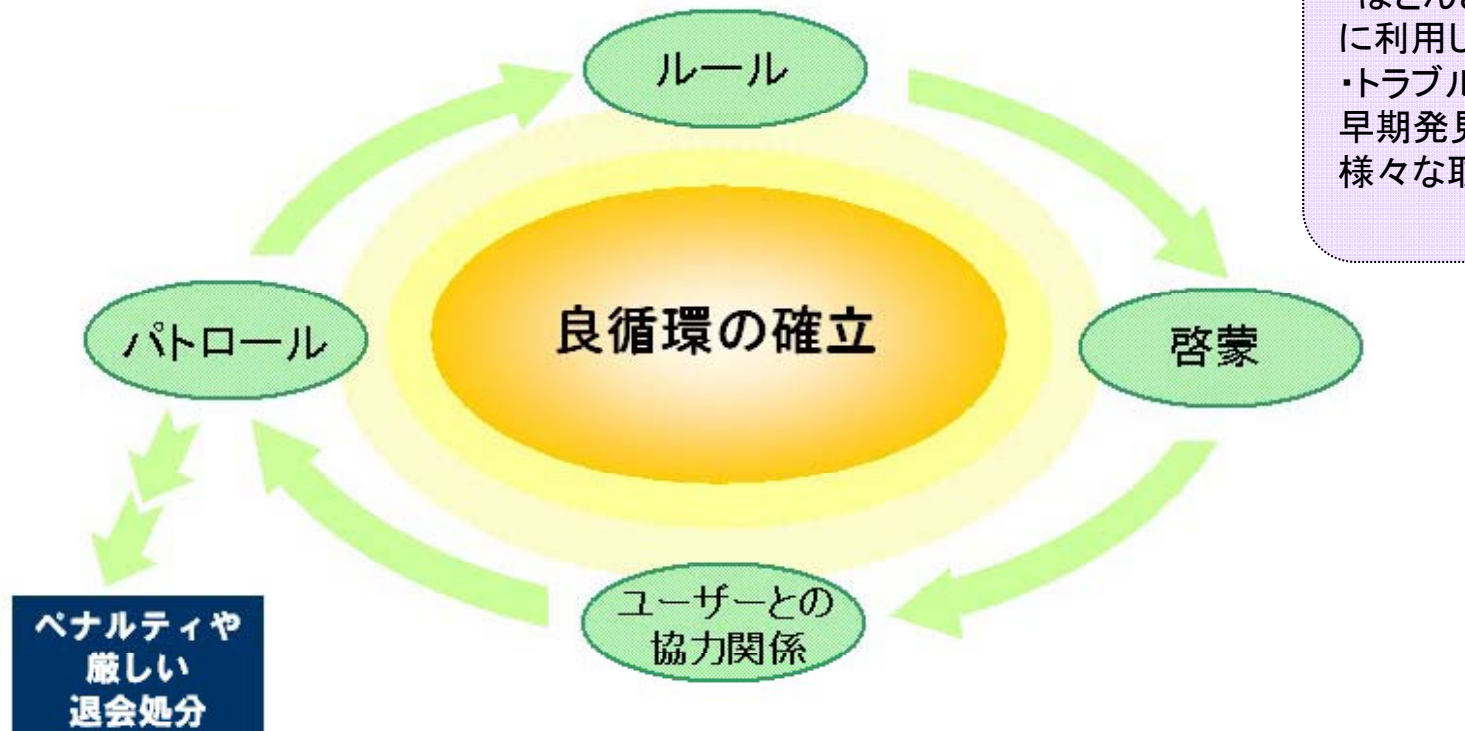 ルール
に利用し
・トラブル
早期発見
様々な取
パトロール
良循環の確立
啓蒙
ユーザーとの
協力関係
ペナルティや
厳しい
退会処分